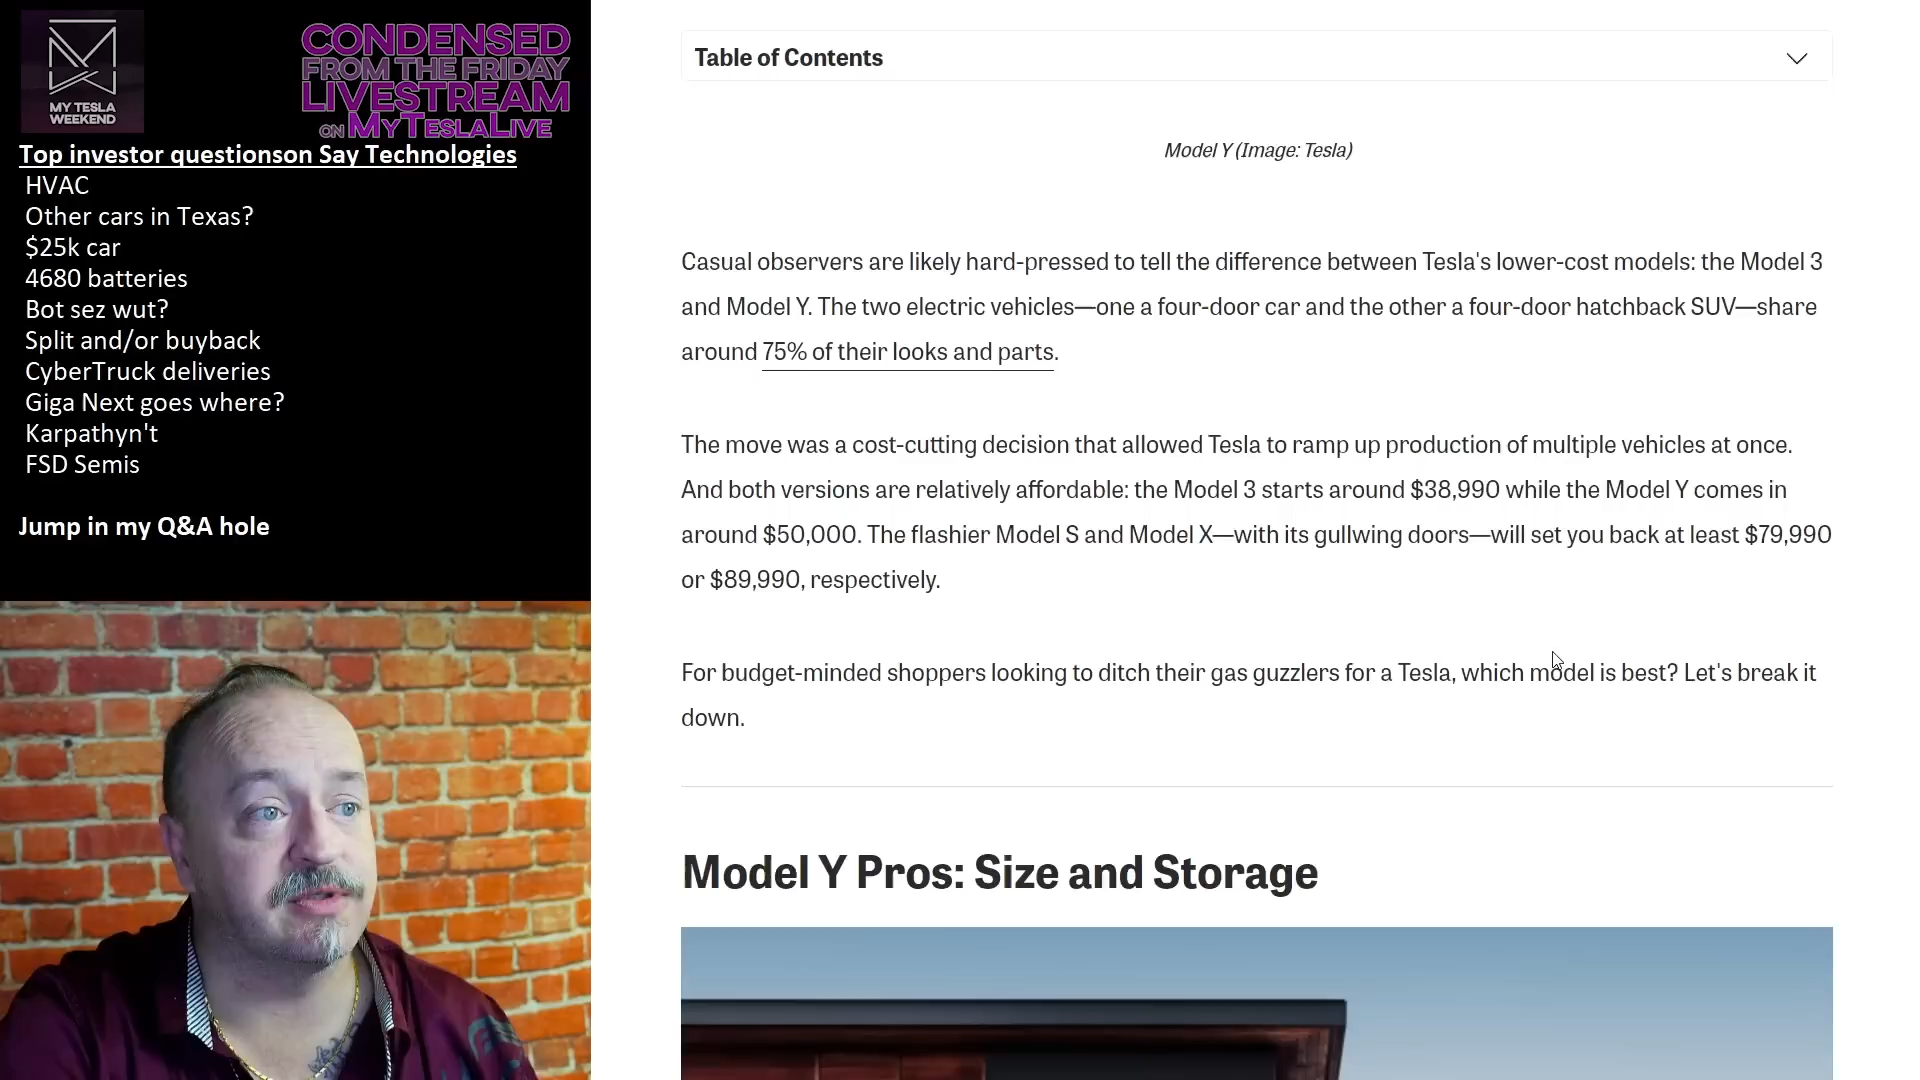 MY TESLA
WEEKEND
CONDENSED
FROM THE FRIDAY
LIVESTREAM
ON MYTESLALIVE
Top investor questionson Say Technologies
HVAC
Other cars in Texas?
$25k car
4680 batteries
Bot sez wut?
Split and/or buyback
CyberTruck deliveries
Giga Next goes where?
Karpathyn't
FSD Semis
Jump in my Q&A hole
Table of Contents
Model Y (Image: Tesla)
Casual observers are likely hard-pressed to tell the difference between Tesla's lower-cost models: the Model 3
and Model Y. The two electric vehicles—one a four-door car and the other a four-door hatchback SUV—share
around 75% of their looks and parts.
The move was a cost-cutting decision that allowed Tesla to ramp up production of multiple vehicles at once.
And both versions are relatively affordable: the Model 3 starts around $38,990 while the Model Y comes in
around $50,000. The flashier Model S and Model X—with its gullwing doors—will set you back at least $79,990
or $89,990, respectively.
For budget-minded shoppers looking to ditch their gas guzzlers for a Tesla, which model is best? Let's break it
down.
Model Y Pros: Size and Storage